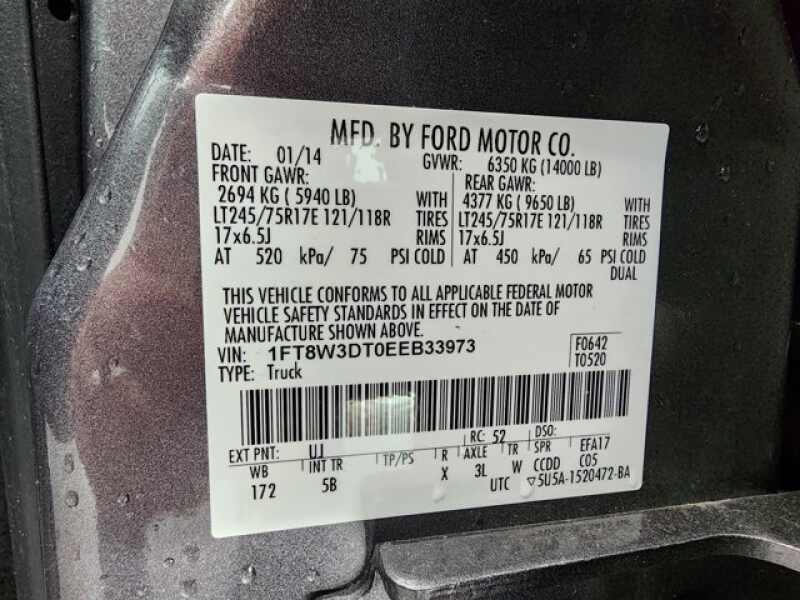 MFD. BY FORD MOTOR CO.
DATE: 01/14 GVWR: 6350 KG (14000 LB)
FRONT GAWR: REAR GAWR:
2694 KG ( 5940 LB) WITH 4377 KG ( 9650 LB) WITH
LT245/75R17E 121/118R TIRES LT245/75R17E 121/118R TIRES
17x6.5J RIMS 17x6.5J RIMS
AT 520 kPa/ 75 PSI COLD AT 450 kPa/ 65 PSI COLD
DUAL
THIS VEHICLE CONFORMS TO ALL APPLICABLE FEDERAL MOTOR
VEHICLE SAFETY STANDARDS IN EFFECT ON THE DATE OF
MANUFACTURE SHOWN ABOVE.
VIN: 1FT8W3DT0EEB33973 F0642
TYPE: Truck T0520
EXT PNT: UJ RC: 52 DSO:
WB INT TR TP/PS R AXLE TR SPR EFA17
172 5B X 3L W CCDD C05
UTC ▽5U5A-1520472-BA